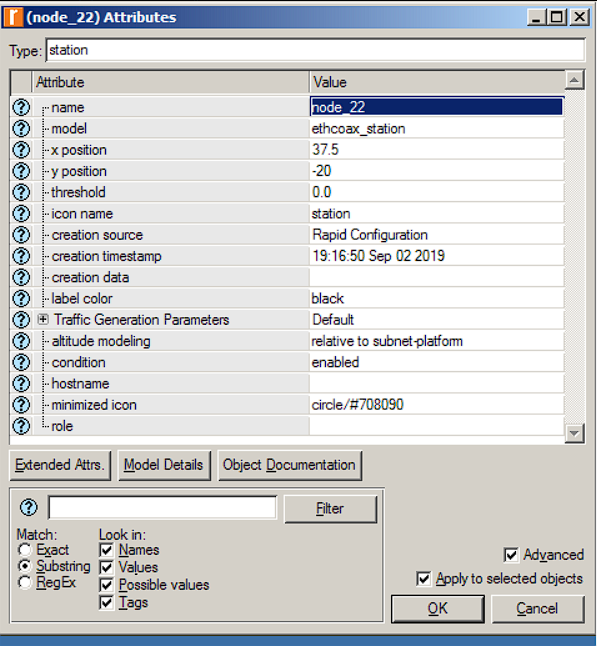 (node_22) Attributes
Type: station
Attribute Value
name node_22
model ethcoax_station
x position 37.5
y position -20
threshold 0.0
icon name station
creation source Rapid Configuration
creation timestamp 19:16:50 Sep 02 2019
creation data
label color black
Traffic Generation Parameters Default
altitude modeling relative to subnet-platform
condition enabled
hostname
minimized icon circle/#708090
role
Extended Attrs. Model Details Object Documentation
Filter
Match: Look in:
Exact Names
Substring Values
RegEx Possible values
Tags
Advanced
Apply to selected objects
OK Cancel